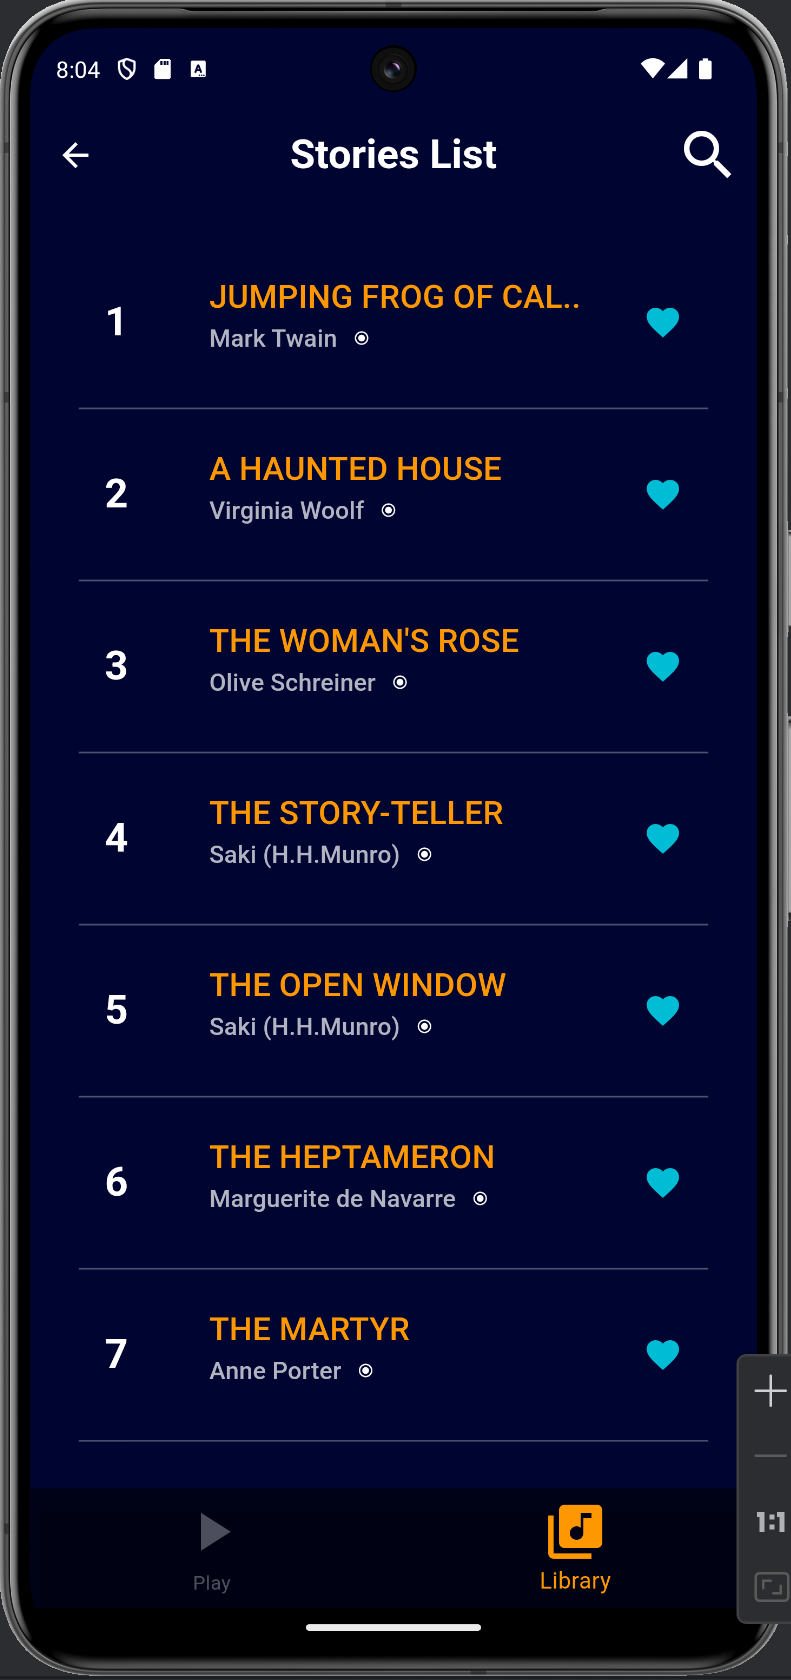 8:04
Stories List
1
JUMPING FROG OF CAL..
Mark Twain
2
A HAUNTED HOUSE
Virginia Woolf
3
THE WOMAN'S ROSE
Olive Schreiner
4
THE STORY-TELLER
Saki (H.H.Munro)
5
THE OPEN WINDOW
Saki (H.H.Munro)
6
THE HEPTAMERON
Marguerite de Navarre
7
THE MARTYR
Anne Porter
1:1
Play
Library